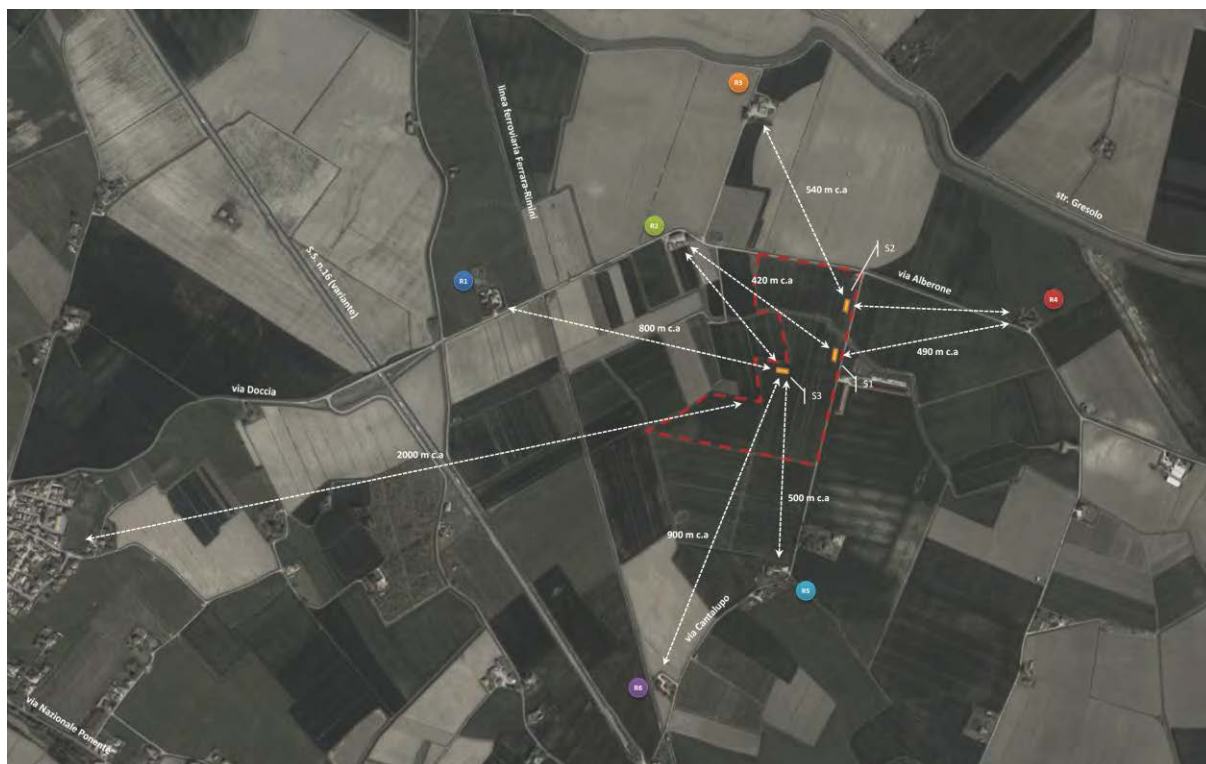 R3
linea ferroviaria Ferrara-Rimini
540 m c.a
str. Gresolo
R2
S2
S.S. n.16 (variante)
R1
420 m c.a
via Alberone
R4
800 m c.a
490 m c.a
via Doccia
S1
S3
2000 m c.a
500 m c.a
900 m c.a
R5
via Cantalupo
R6
via Nazionale Ponente